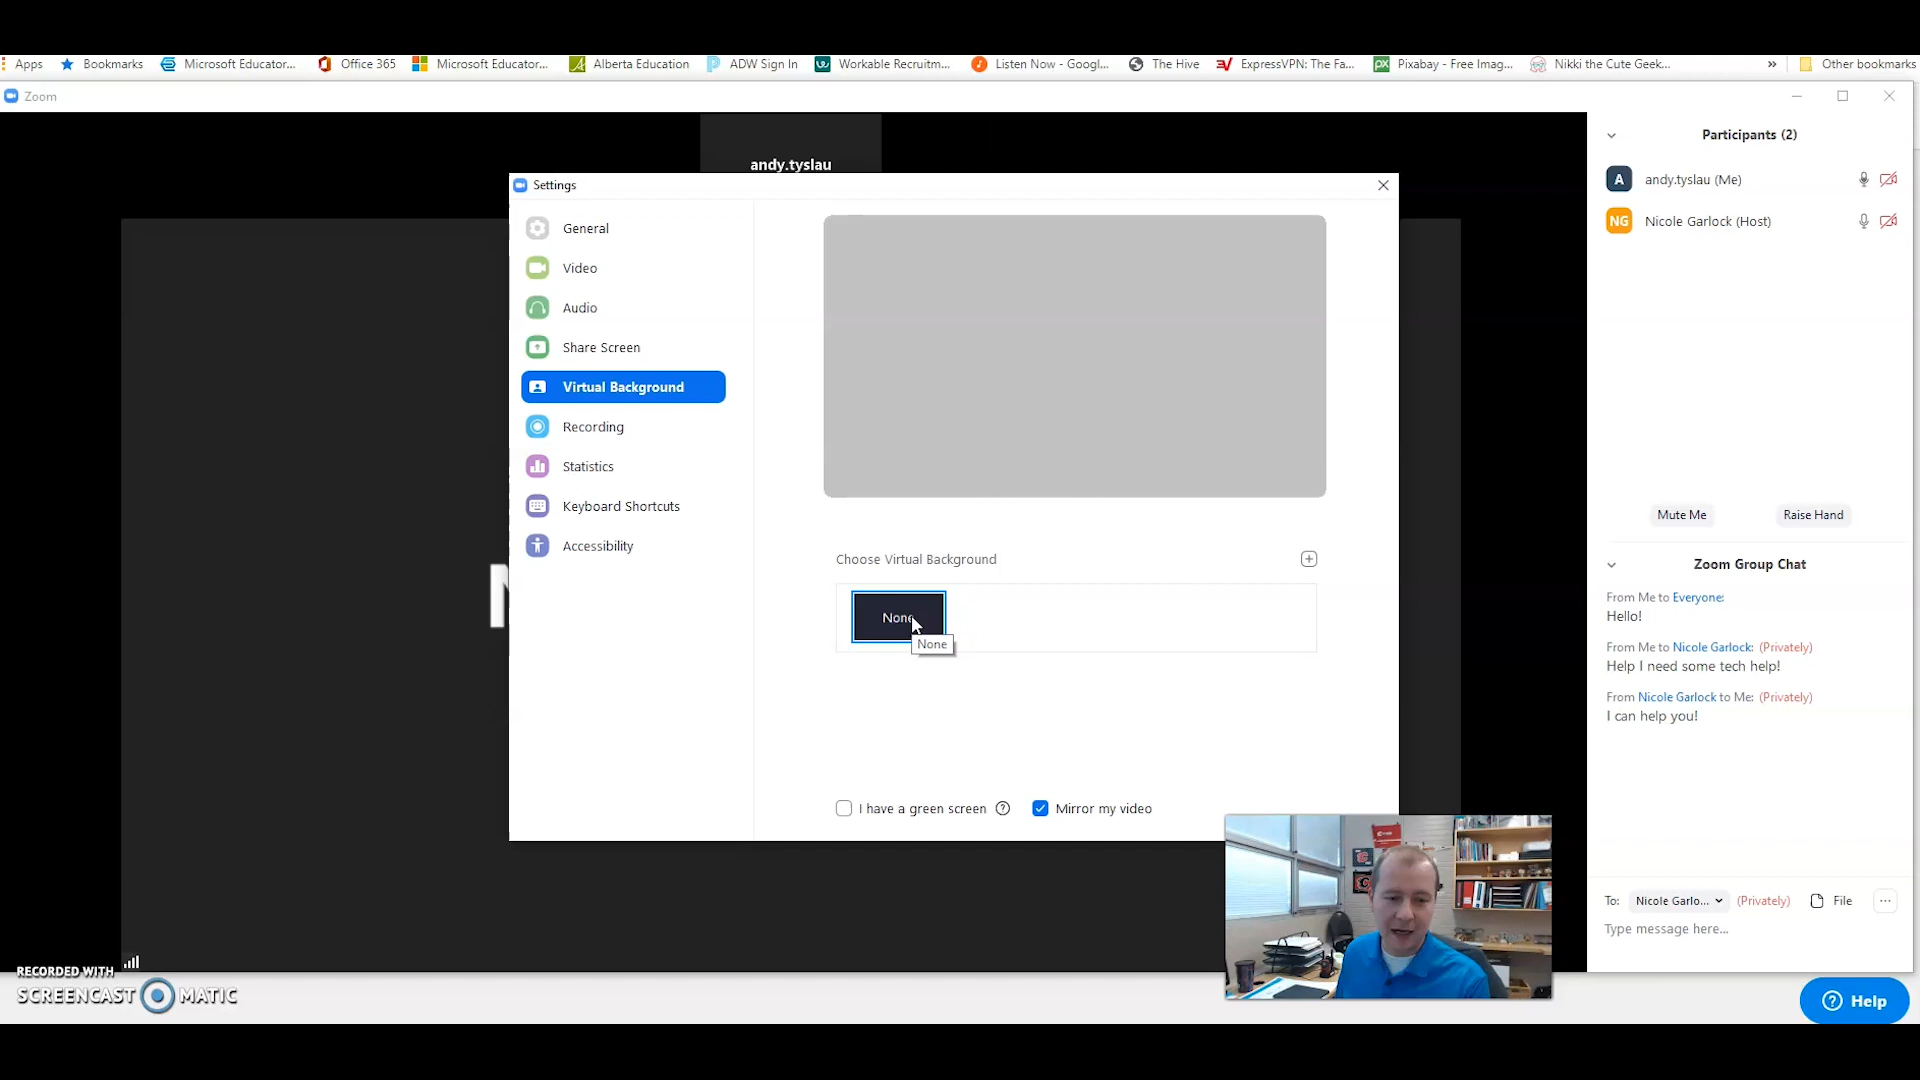 Apps
Bookmarks
Microsoft Educator...
Office 365
Microsoft Educator...
Alberta Education
ADW Sign In
Workable Recruitm...
Listen Now - Googl...
The Hive
ExpressVPN: The Fa...
Pixabay - Free Imag...
Nikki the Cute Geek...
»
Other bookmarks
Zoom
andy.tyslau
Settings
General
Video
Audio
Share Screen
Virtual Background
Recording
Statistics
Keyboard Shortcuts
Accessibility
Choose Virtual Background
None
None
I have a green screen
Mirror my video
Participants (2)
A
andy.tyslau (Me)
NG
Nicole Garlock (Host)
Mute Me
Raise Hand
Zoom Group Chat
From Me to Everyone:
Hello!
From Me to Nicole Garlock: (Privately)
Help I need some tech help!
From Nicole Garlock to Me: (Privately)
I can help you!
To: Nicole Garlo... (Privately) File ...
Type message here...
RECORDED WITH
SCREENCAST MATIC
Help